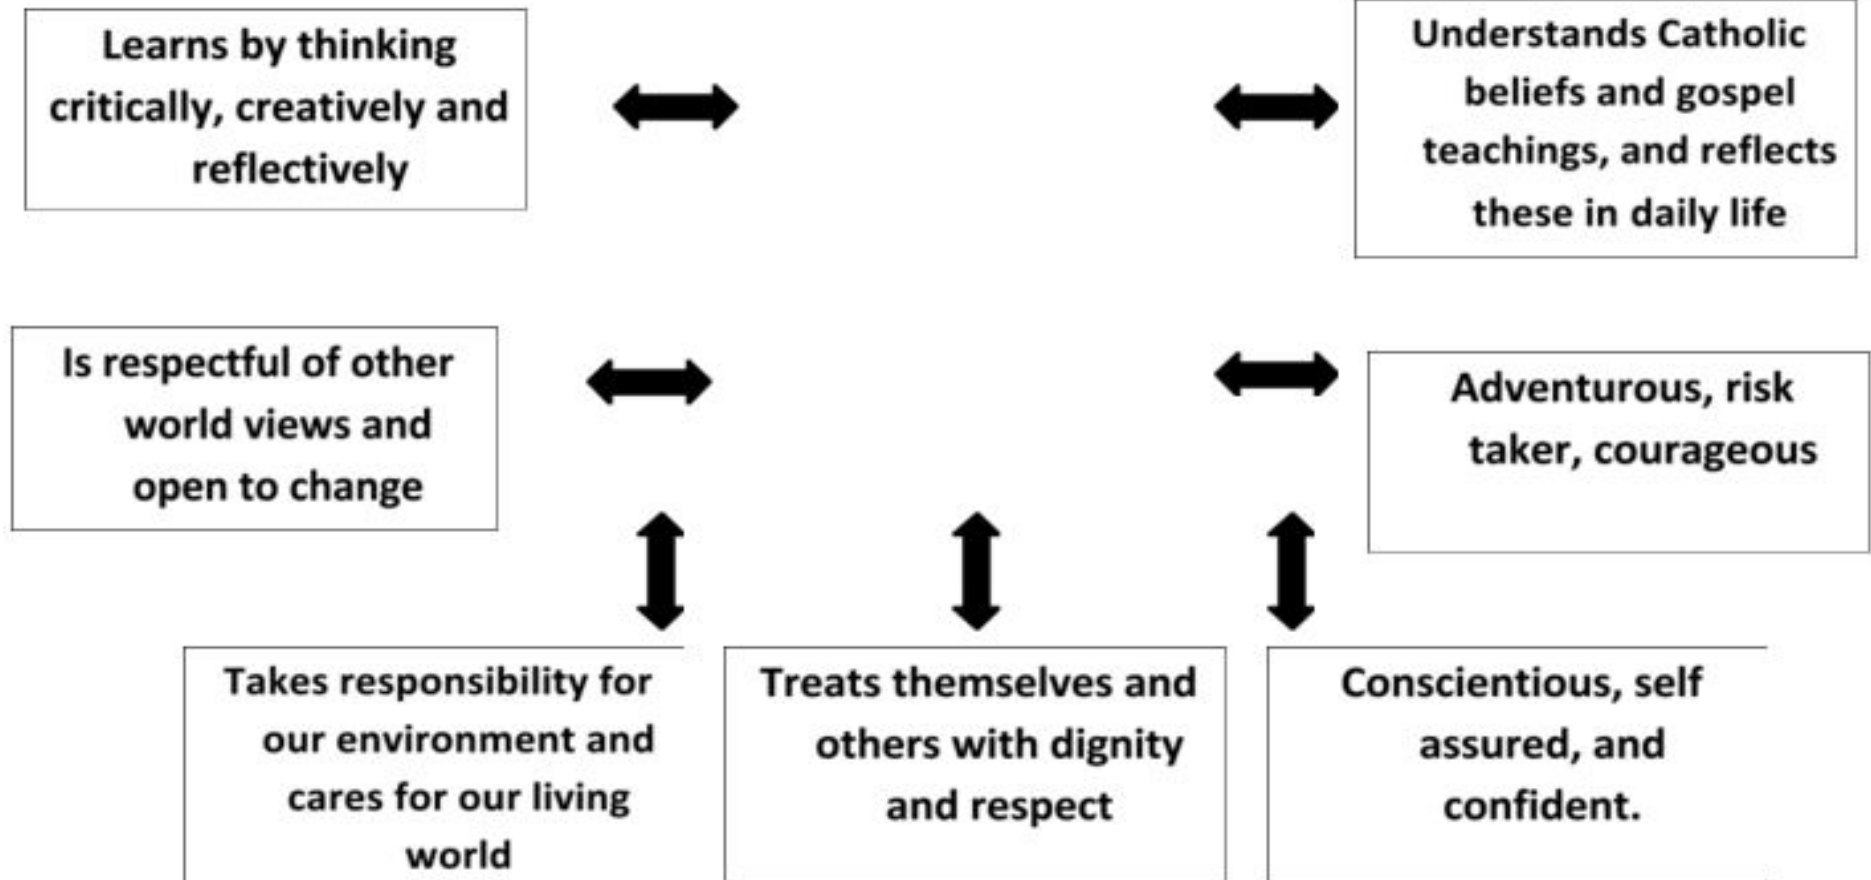 Learns by thinking
critically, creatively and
reflectively
Understands Catholic
beliefs and gospel
teachings, and reflects
these in daily life
Is respectful of other
world views and
open to change
Adventurous, risk
taker, courageous
Takes responsibility for
our environment and
cares for our living
world
Treats themselves and
others with dignity
and respect
Conscientious, self
assured, and
confident.